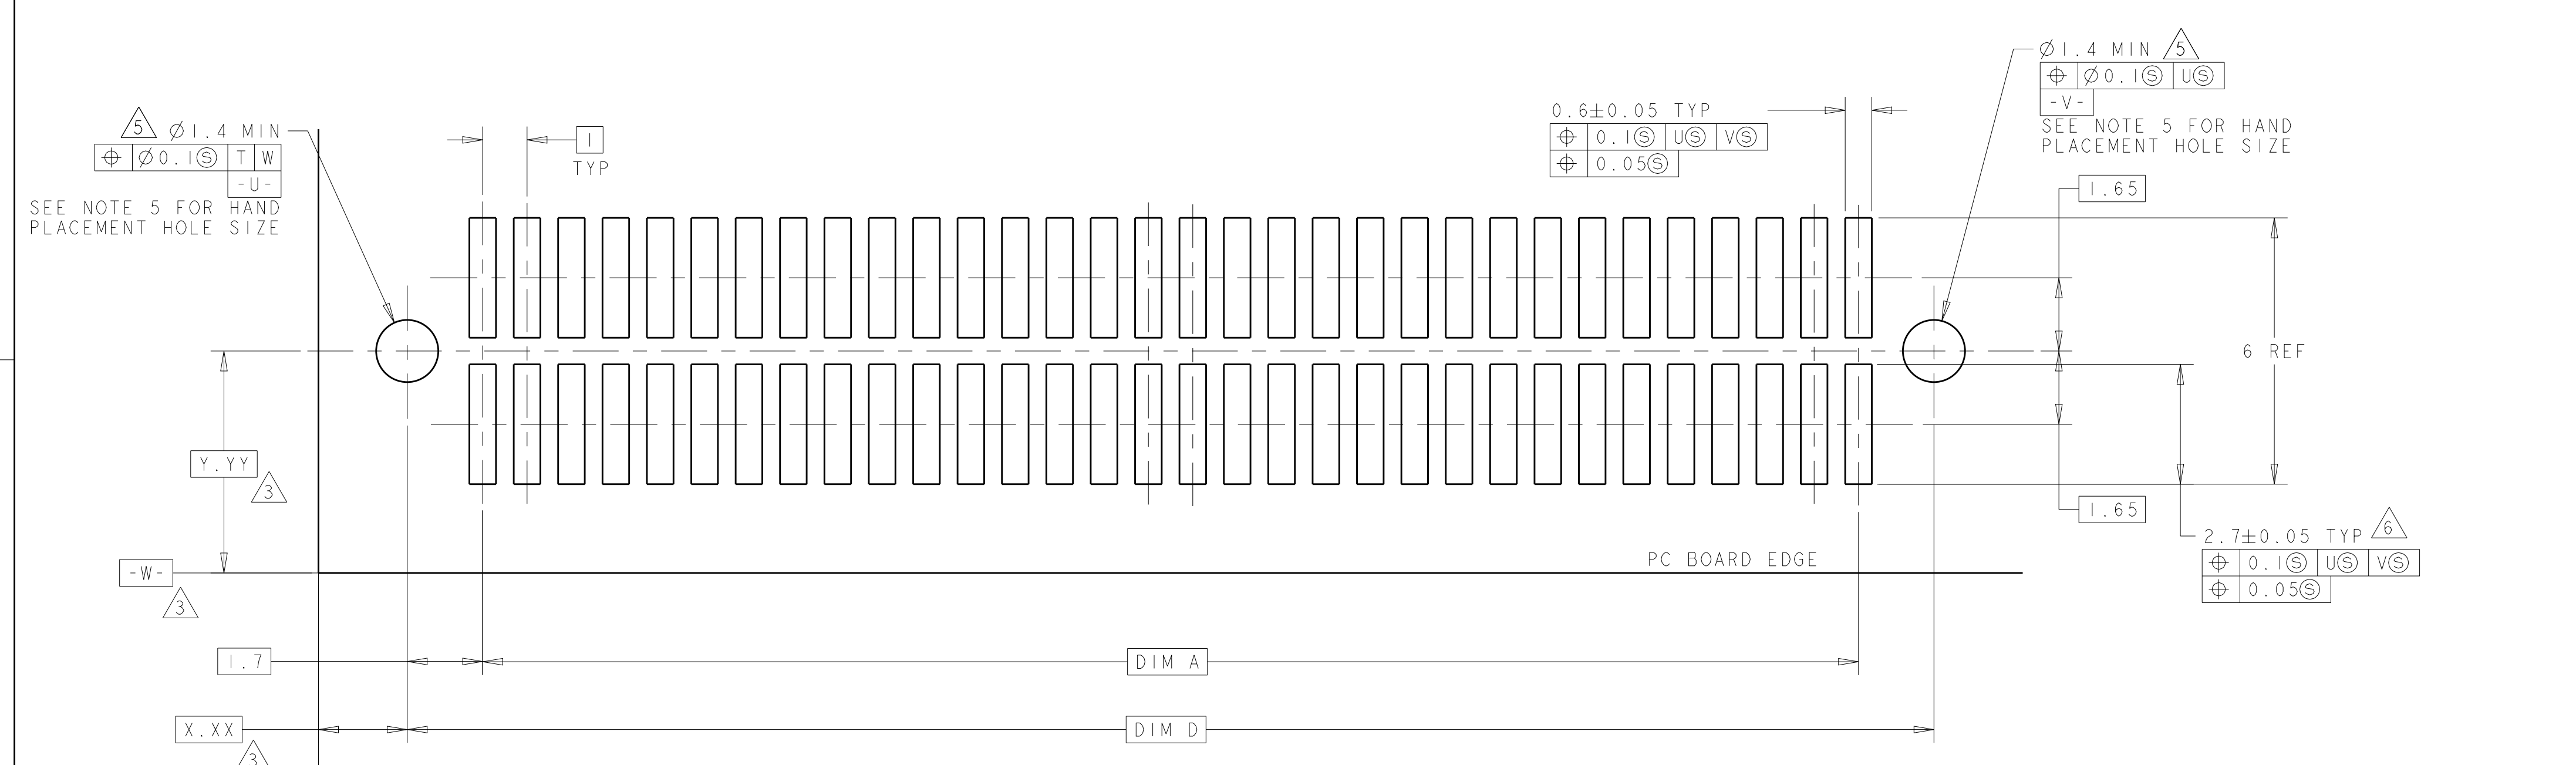 5 Ø1.4 MIN
⌖ Ø0.1Ⓢ T W
-U-
SEE NOTE 5 FOR HAND
PLACEMENT HOLE SIZE
1
TYP
0.6±0.05 TYP
⌖ 0.1Ⓢ UⓈ VⓈ
⌖ 0.05Ⓢ
Ø1.4 MIN 5
⌖ Ø0.1Ⓢ UⓈ
-V-
SEE NOTE 5 FOR HAND
PLACEMENT HOLE SIZE
1.65
6 REF
Y.YY
3
1.65
2.7±0.05 TYP 6
⌖ 0.1Ⓢ UⓈ VⓈ
⌖ 0.05Ⓢ
PC BOARD EDGE
-W-
3
1.7
DIM A
X.XX
3
DIM D